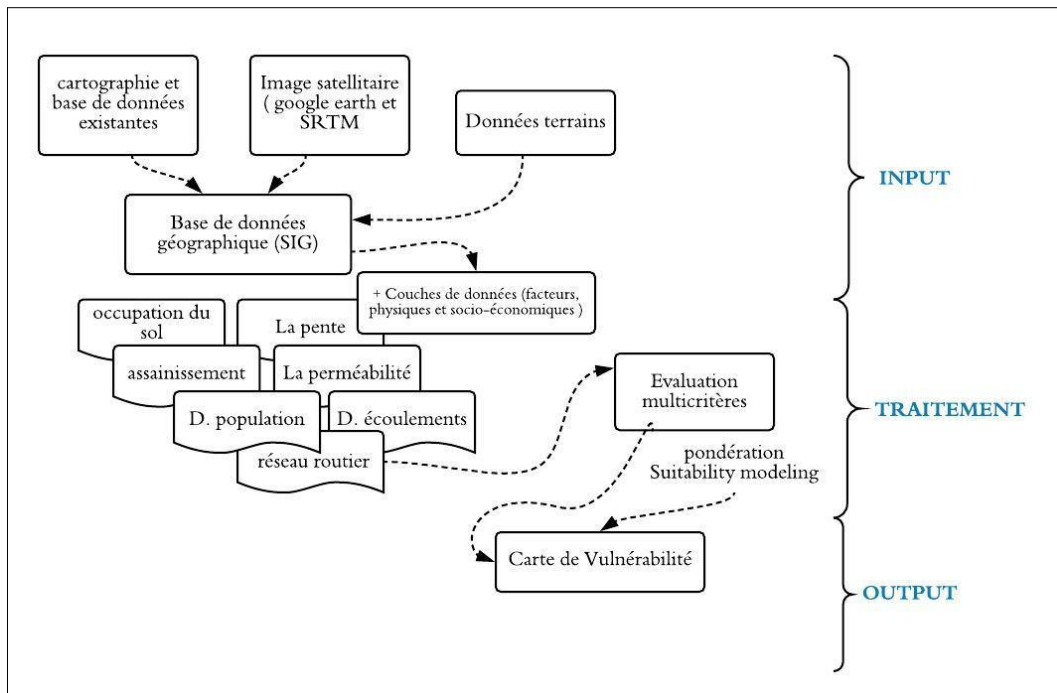 cartographie et
base de données
existantes
Image satellitaire
( google earth et
SRTM
Données terrains
INPUT
Base de données
géographique (SIG)
+ Couches de données (facteurs,
physiques et socio-économiques )
occupation du
sol
La pente
assainissement
La perméabilité
D. population
D. écoulements
réseau routier
Evaluation
multicritères
TRAITEMENT
pondération
Suitability modeling
Carte de Vulnérabilité
OUTPUT